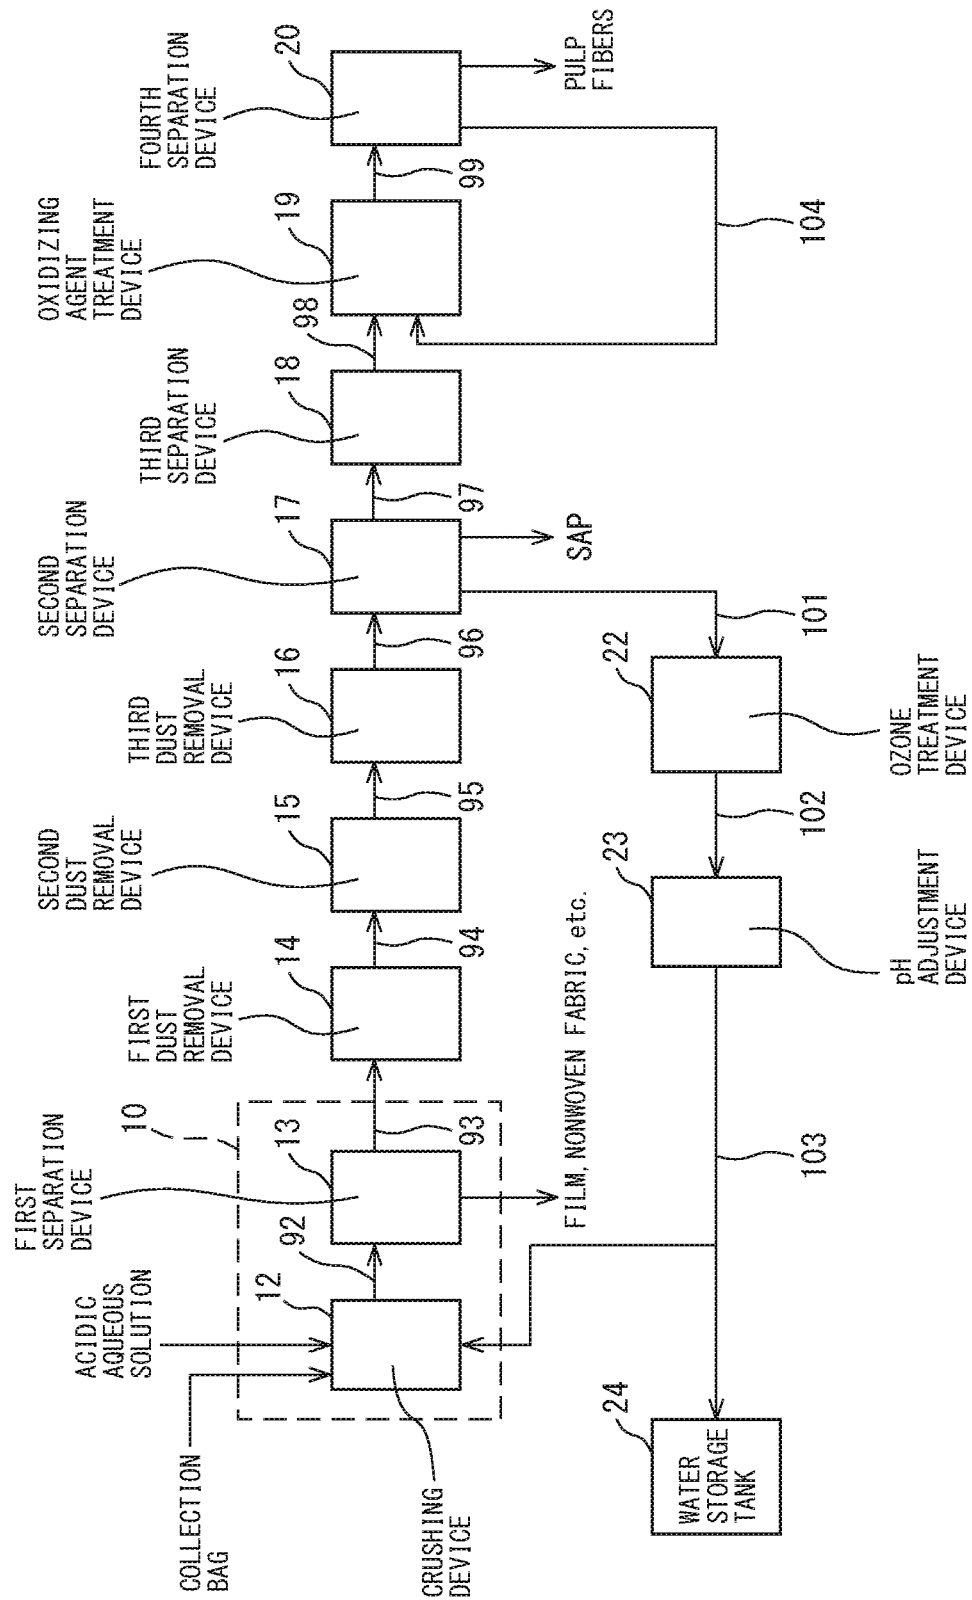 COLLECTION
BAG
ACIDIC
AQUEOUS
SOLUTION
FIRST
SEPARATION
DEVICE
10
FIRST
DUST
REMOVAL
DEVICE
SECOND
DUST
REMOVAL
DEVICE
THIRD
DUST
REMOVAL
DEVICE
SECOND
SEPARATION
DEVICE
THIRD
SEPARATION
DEVICE
OXIDIZING
AGENT
TREATMENT
DEVICE
FOURTH
SEPARATION
DEVICE
12
92
13
93
14
94
15
95
16
96
17
97
18
98
19
99
20
CRUSHING
DEVICE
FILM, NONWOVEN FABRIC, etc.
SAP
PULP
FIBERS
24
WATER
STORAGE
TANK
103
23
102
22
101
104
pH
ADJUSTMENT
DEVICE
OZONE
TREATMENT
DEVICE